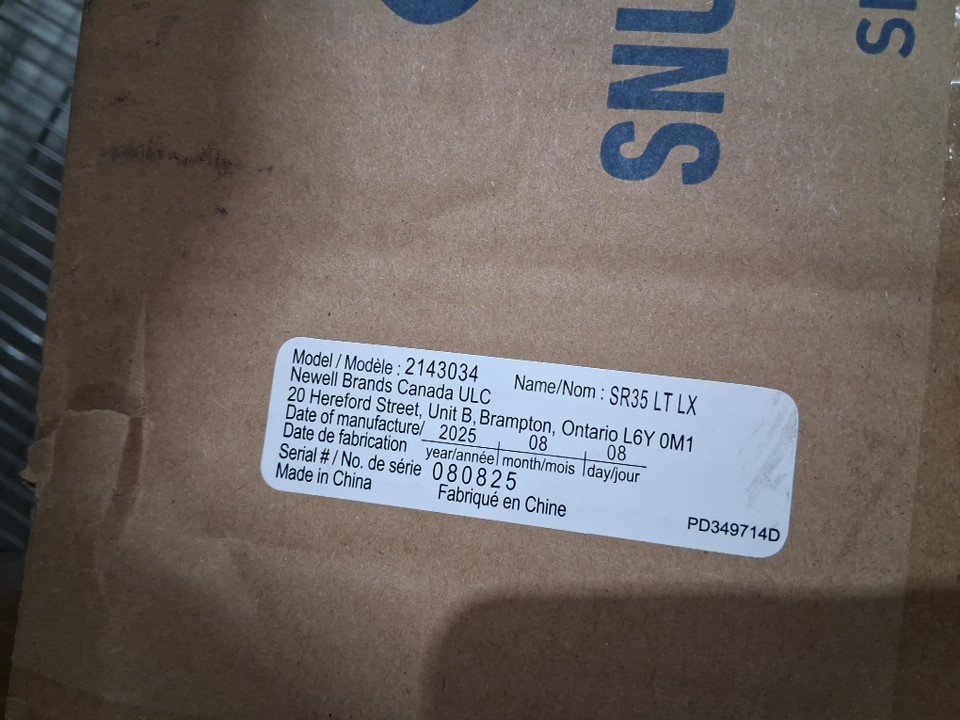 SNU
S
Model / Modèle : 2143034 Name/Nom : SR35 LT LX
Newell Brands Canada ULC
20 Hereford Street, Unit B, Brampton, Ontario L6Y 0M1
Date of manufacture/ 2025 08 08
Date de fabrication year/année month/mois day/jour
Serial # / No. de série 080825
Made in China Fabriqué en Chine
PD349714D